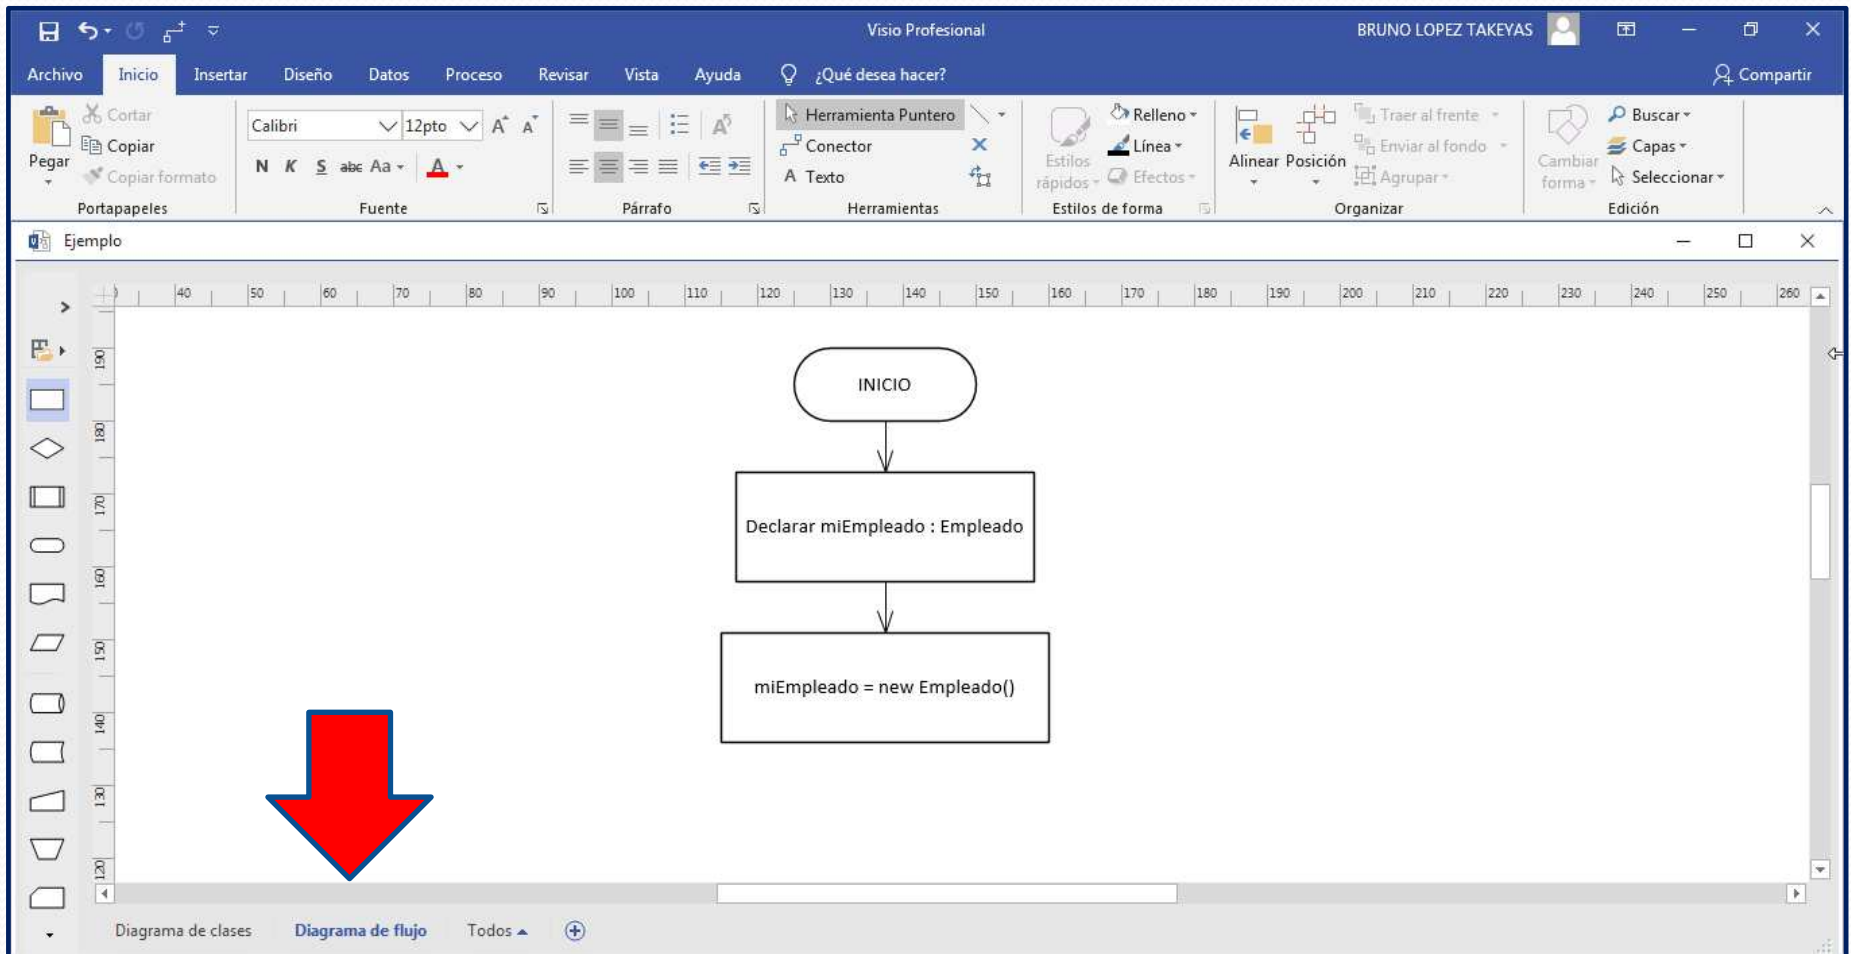 Visio Profesional
BRUNO LOPEZ TAKEYAS
Archivo Inicio Insertar Diseño Datos Proceso Revisar Vista Ayuda ¿Qué desea hacer? Compartir
Pegar
Cortar
Copiar
Copiar formato
Portapapeles
Calibri 12pto A A
N K S abc Aa A
Fuente
A
Párrafo
Herramienta Puntero
Conector
A Texto
Herramientas
Estilos
rápidos
Relleno
Línea
Efectos
Estilos de forma
Alinear Posición
Traer al frente
Enviar al fondo
Agrupar
Organizar
Cambiar
forma
Buscar
Capas
Seleccionar
Edición
Ejemplo
40 50 60 70 80 90 100 110 120 130 140 150 160 170 180 190 200 210 220 230 240 250 260
190
180
170
160
150
140
130
120
INICIO
Declarar miEmpleado : Empleado
miEmpleado = new Empleado()
Diagrama de clases Diagrama de flujo Todos